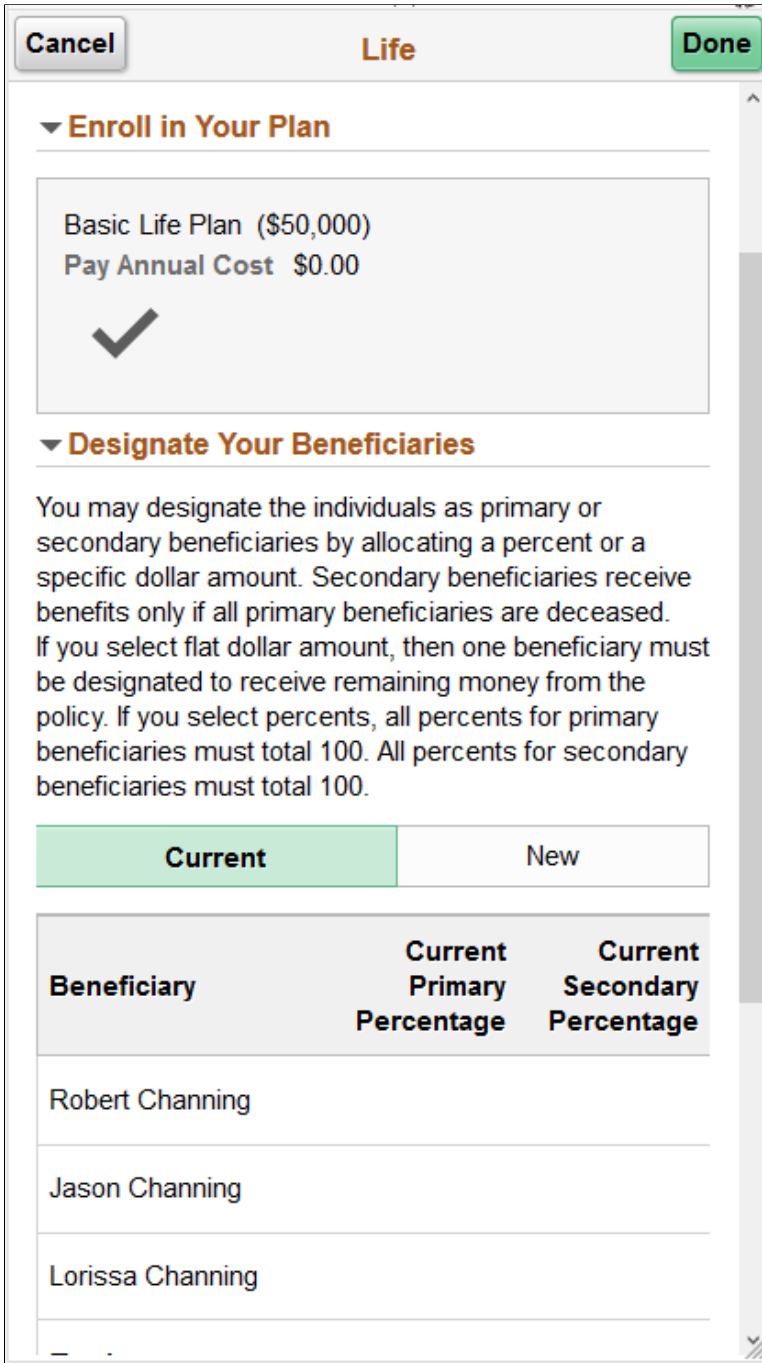 Cancel
Life
Done
Enroll in Your Plan
Basic Life Plan ($50,000)
Pay Annual Cost $0.00
Designate Your Beneficiaries
You may designate the individuals as primary or
secondary beneficiaries by allocating a percent or a
specific dollar amount. Secondary beneficiaries receive
benefits only if all primary beneficiaries are deceased.
If you select flat dollar amount, then one beneficiary must
be designated to receive remaining money from the
policy. If you select percents, all percents for primary
beneficiaries must total 100. All percents for secondary
beneficiaries must total 100.
Current
New
Beneficiary
Current
Primary
Percentage
Current
Secondary
Percentage
Robert Channing
Jason Channing
Lorissa Channing